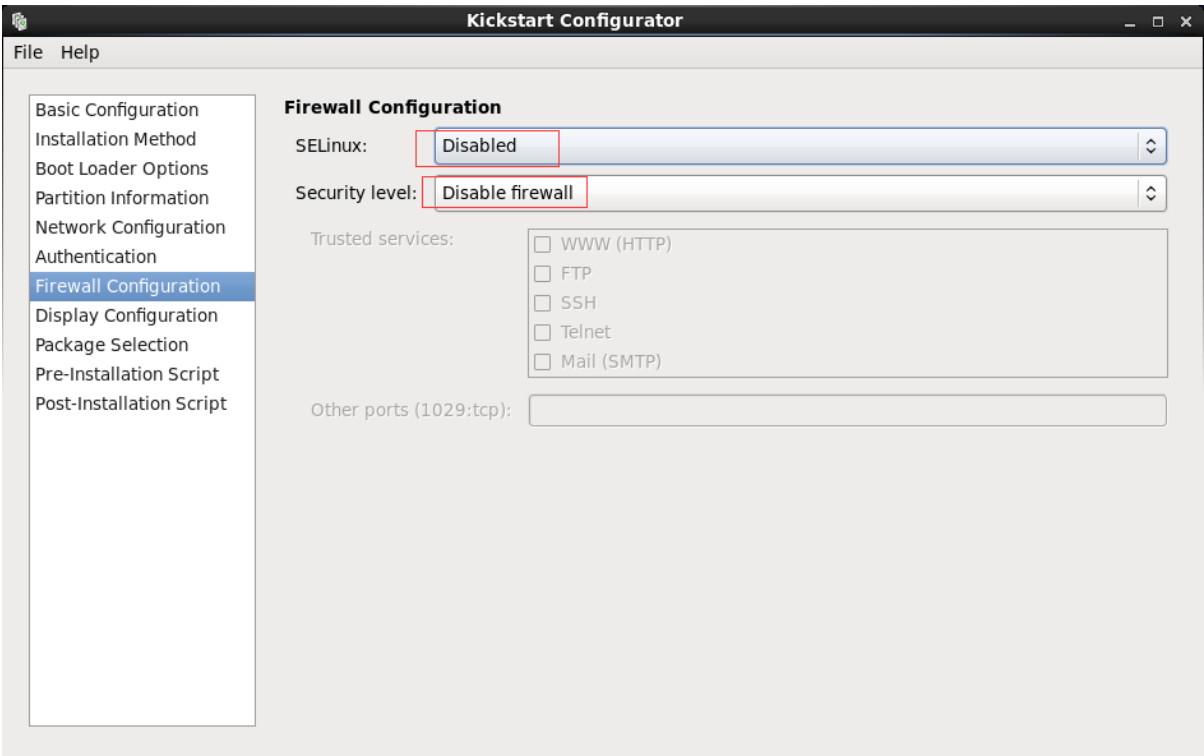 Kickstart Configurator
File Help
Basic Configuration
Installation Method
Boot Loader Options
Partition Information
Network Configuration
Authentication
Firewall Configuration
Display Configuration
Package Selection
Pre-Installation Script
Post-Installation Script
Firewall Configuration
SELinux: Disabled
Security level: Disable firewall
Trusted services:
WWW (HTTP)
FTP
SSH
Telnet
Mail (SMTP)
Other ports (1029:tcp):